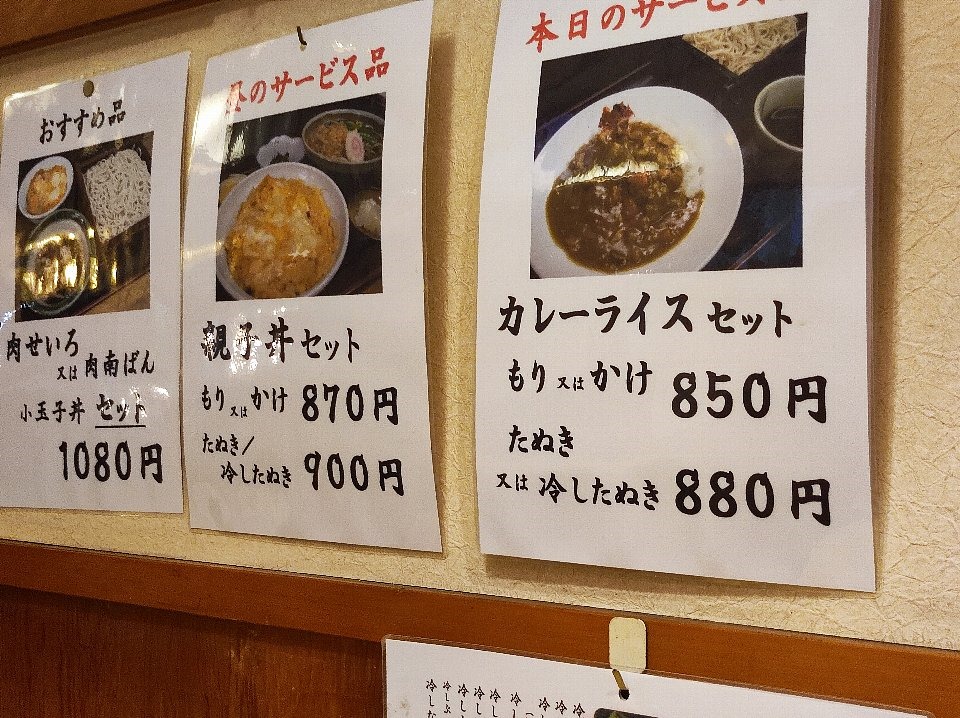 おすすめ品
肉せいろ
又は 肉南ばん
小玉子丼 セット
1080円
冬のサービス品
親子丼 セット
もり 又は かけ 870円
たぬき/
冷したぬき 900円
本日のサービス
カレーライス セット
もり 又は かけ 850円
たぬき
又は 冷したぬき 880円